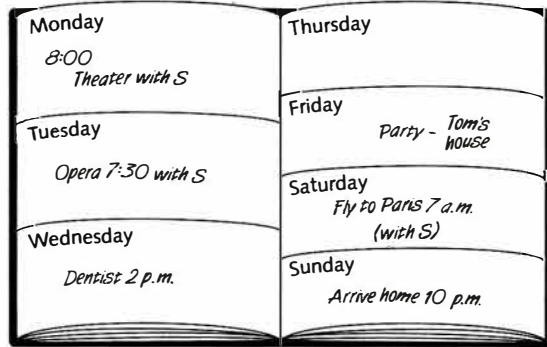 Monday
8:00
Theater with S
Tuesday
Opera 7:30 with S
Wednesday
Dentist 2 p.m.
Thursday
Friday
Party - Tom's
house
Saturday
Fly to Paris 7 a.m.
(with S)
Sunday
Arrive home 10 p.m.